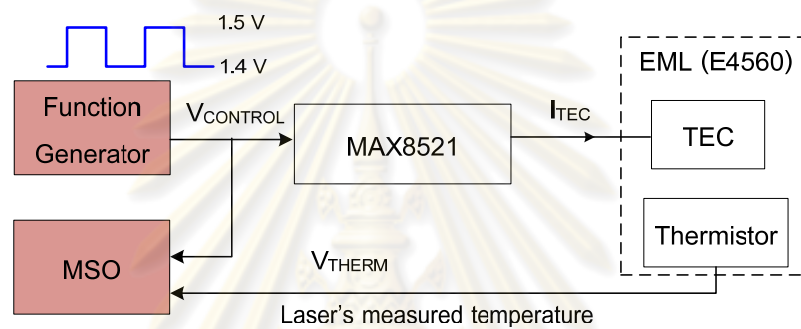 1.5 V
1.4 V
EML (E4560)
Function
Generator
VCONTROL
MAX8521
ITEC
TEC
Thermistor
MSO
VTHERM
Laser's measured temperature